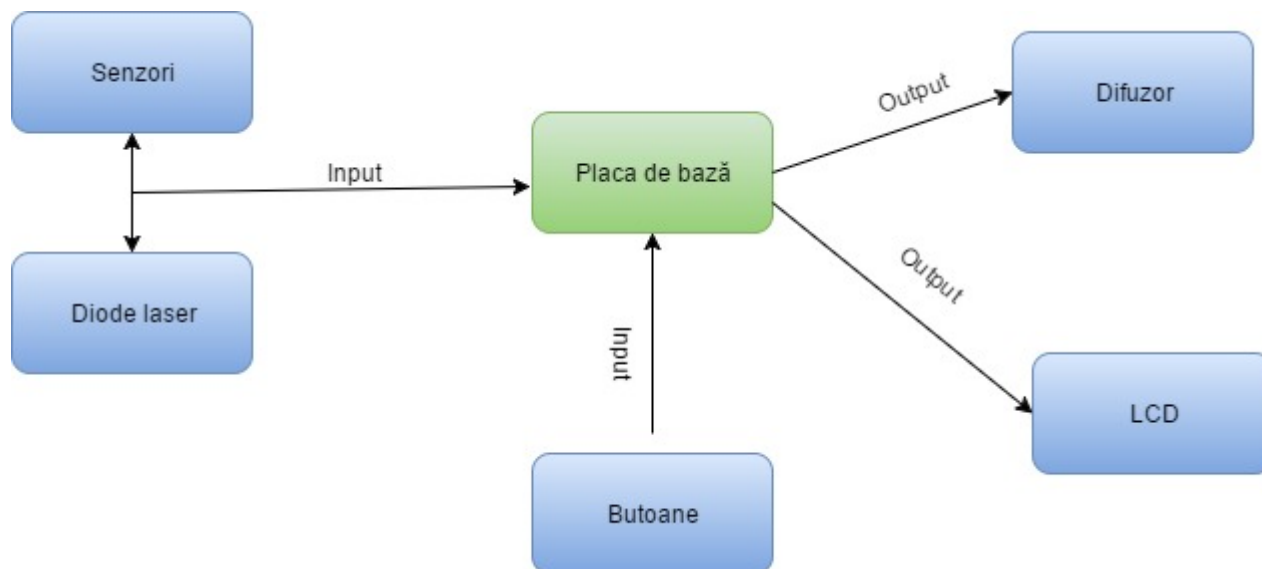 Senzori
Difuzor
Output
Input
Placa de bază
Output
Diode laser
Input
LCD
Butoane